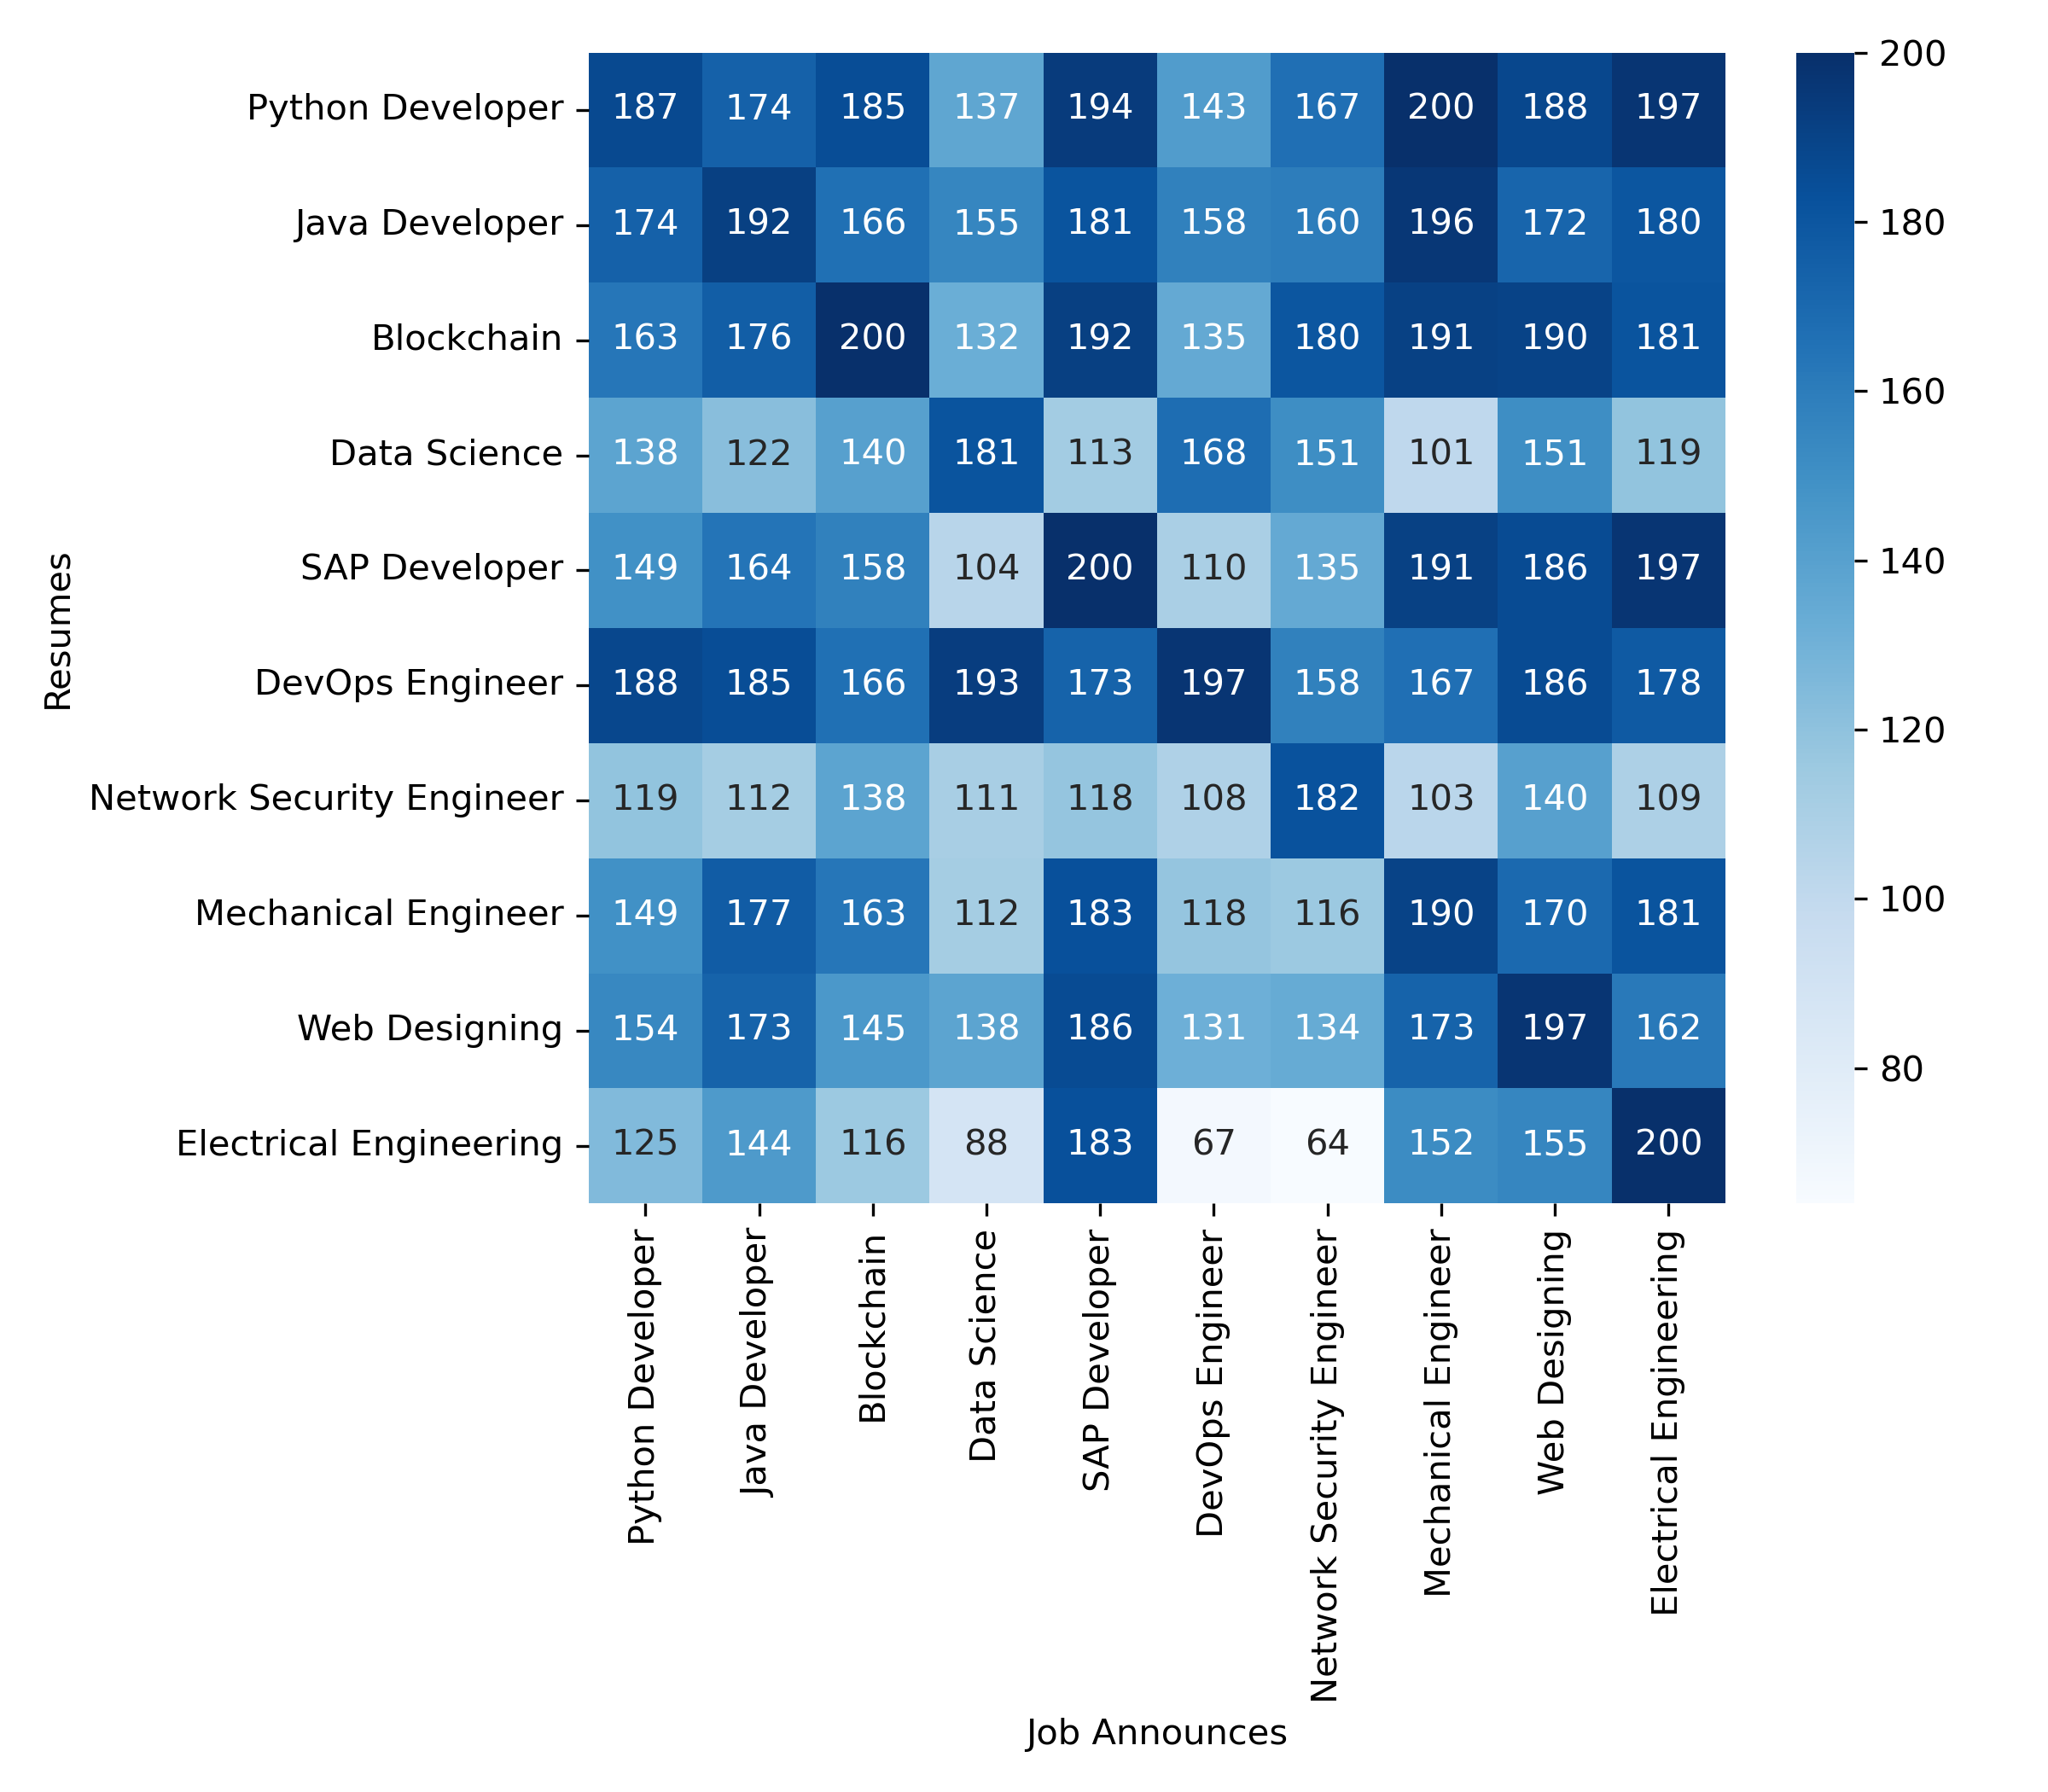 Python Developer 187 174 185 137 194 143 167 200 188 197
Java Developer 174 192 166 155 181 158 160 196 172 180
Blockchain 163 176 200 132 192 135 180 191 190 181
Data Science 138 122 140 181 113 168 151 101 151 119
SAP Developer 149 164 158 104 200 110 135 191 186 197
DevOps Engineer 188 185 166 193 173 197 158 167 186 178
Network Security Engineer 119 112 138 111 118 108 182 103 140 109
Mechanical Engineer 149 177 163 112 183 118 116 190 170 181
Web Designing 154 173 145 138 186 131 134 173 197 162
Electrical Engineering 125 144 116 88 183 67 64 152 155 200
Resumes
Python Developer
Java Developer
Blockchain
Data Science
SAP Developer
DevOps Engineer
Network Security Engineer
Mechanical Engineer
Web Designing
Electrical Engineering
Job Announces
200
180
160
140
120
100
80